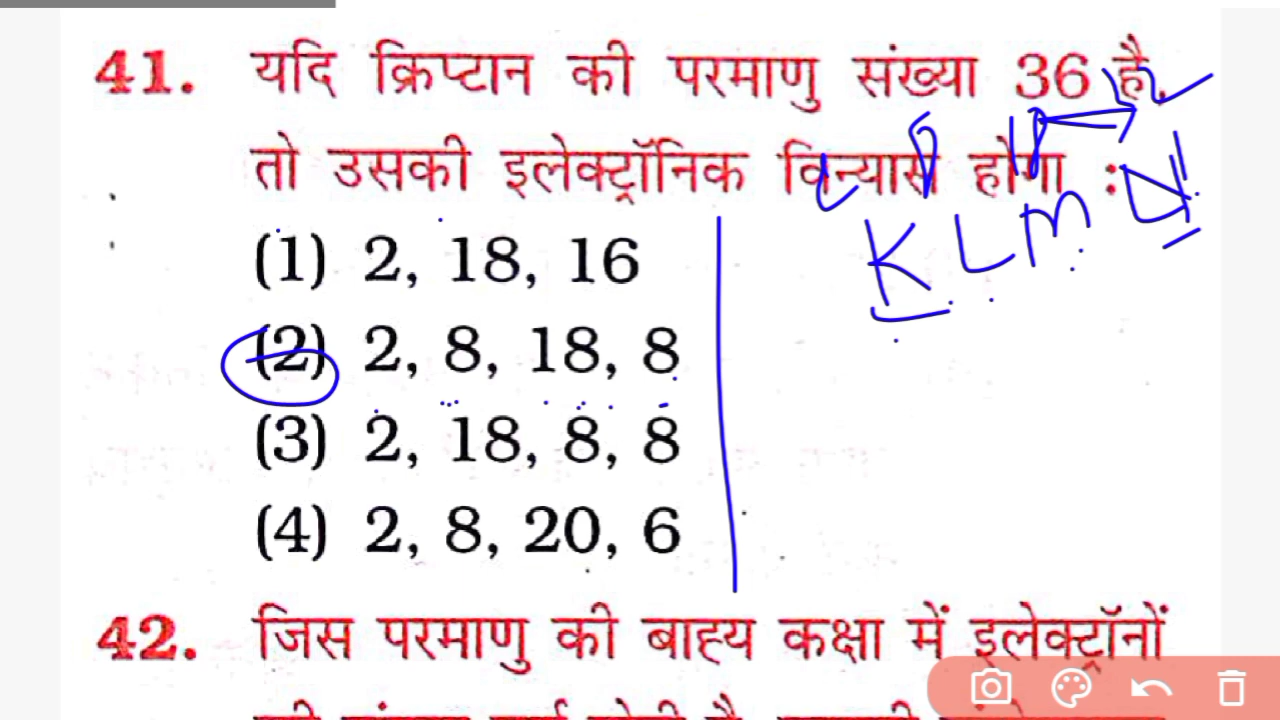 41. यदि क्रिप्टान की परमाणु संख्या 36 है,
तो उसकी इलेक्ट्रॉनिक विन्यास होगा :
K L M N
(1) 2, 18, 16
(2) 2, 8, 18, 8
(3) 2, 18, 8, 8
(4) 2, 8, 20, 6
42. जिस परमाणु की बाह्य कक्षा में इलेक्ट्रॉनों